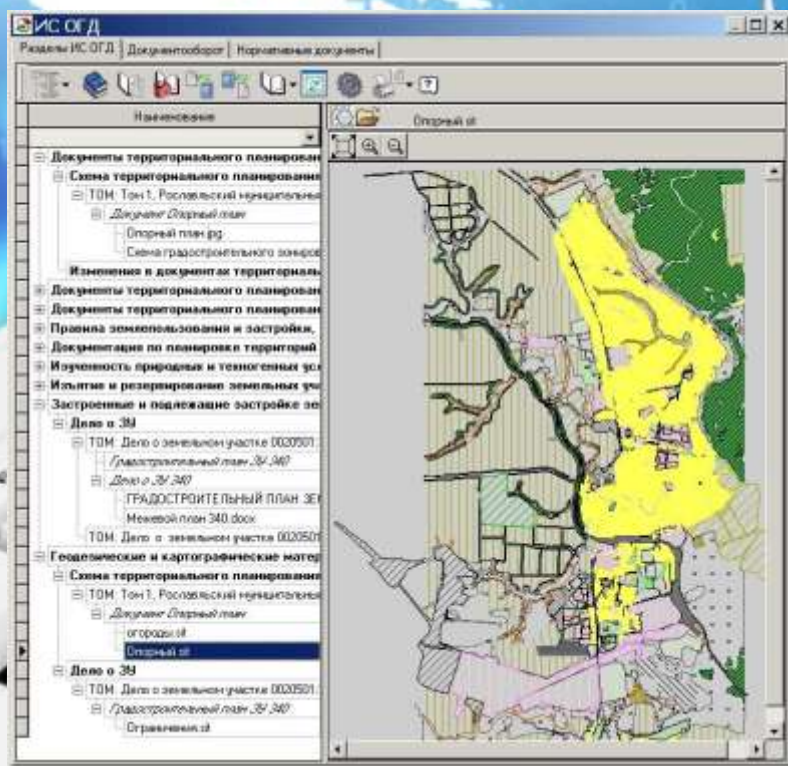 ИС ОГД
Разделы ИС ОГД Документооборот Нормативные документы
Наименование
Опорный sit
Документы территориального планирован
Схема территориального планирования
ТОМ: Том 1, Рославльский муниципальны
Документ Опорный план
Опорный план.jpg
Схема градостроительного зониров
Изменения в документах территориаль
Документы территориального планирован
Документы территориального планирован
Правила землепользования и застройки,
Документация по планировке территорий
Изученность природных и техногенных усл
Изъятие и резервирование земельных уча
Застроенные и подлежащие застройке зе
Дело о ЗУ
ТОМ: Дело о земельном участке 0020501
Градостроительный план ЗУ 340
Дело о ЗУ 340
ГРАДОСТРОИТЕЛЬНЫЙ ПЛАН ЗЕ
Межевой план 340.docx
ТОМ: Дело о земельном участке 0020501
Геодезические и картографические матер
Схема территориального планирования
ТОМ: Том 1, Рославльский муниципальны
Документ Опорный план
огороды.sit
Опорный.sit
Дело о ЗУ
ТОМ: Дело о земельном участке 0020501
Градостроительный план ЗУ 340
Ограничения.sit